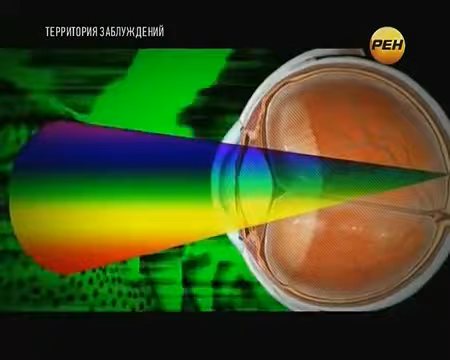 ТЕРРИТОРИЯ ЗАБЛУЖДЕНИЙ
РЕН